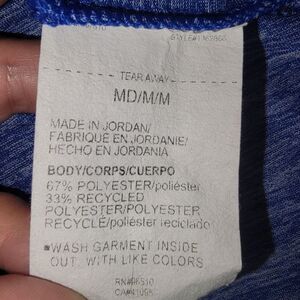 TEAR AWAY
MD/M/M
MADE IN JORDAN/
FABRIQUÉ EN JORDANIE/
HECHO EN JORDANIA
BODY/CORPS/CUERPO
67% POLYESTER/poliéster
33% RECYCLED
POLYESTER/POLYESTER
RECYCLÉ/poliéster reciclado
WASH GARMENT INSIDE
OUT, WITH LIKE COLORS